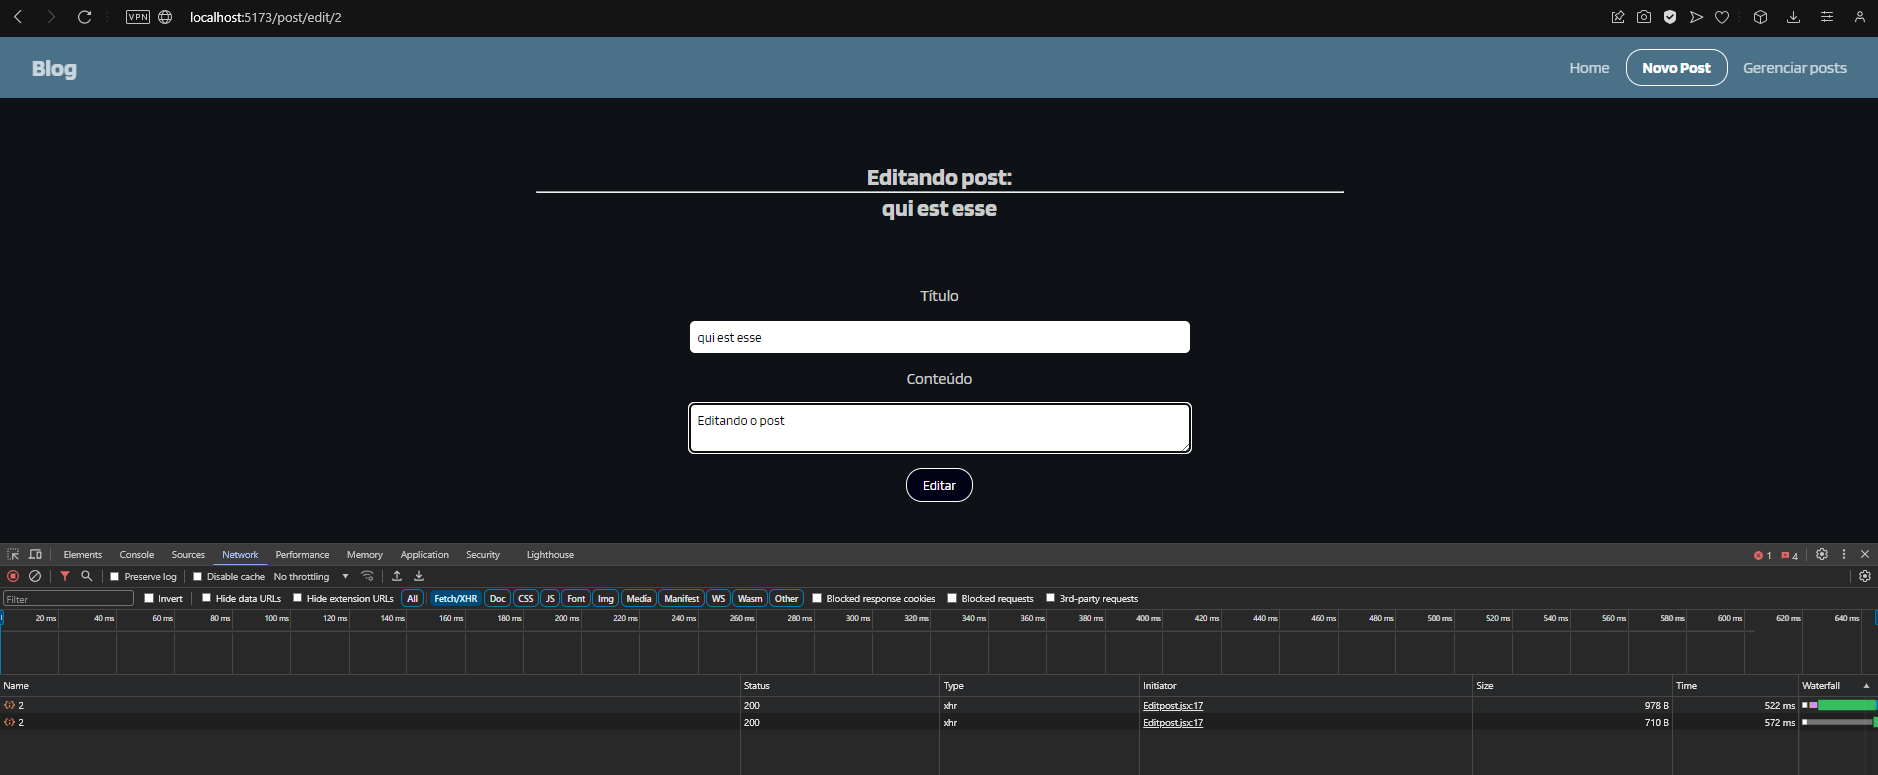 VPN localhost:5173/post/edit/2
Blog Home Novo Post Gerenciar posts
Editando post:
qui est esse
Título
qui est esse
Conteúdo
Editando o post
Editar
Elements Console Sources Network Performance Memory Application Security Lighthouse 1 4
Preserve log Disable cache No throttling
Filter Invert Hide data URLs Hide extension URLs All Fetch/XHR Doc CSS JS Font Img Media Manifest WS Wasm Other Blocked response cookies Blocked requests 3rd-party requests
20 ms 40 ms 60 ms 80 ms 100 ms 120 ms 140 ms 160 ms 180 ms 200 ms 220 ms 240 ms 260 ms 280 ms 300 ms 320 ms 340 ms 360 ms 380 ms 400 ms 420 ms 440 ms 460 ms 480 ms 500 ms 520 ms 540 ms 560 ms 580 ms 600 ms 620 ms 640 ms
Name Status Type Initiator Size Time Waterfall
2 200 xhr Editpost.jsx:17 978 B 522 ms
2 200 xhr Editpost.jsx:17 710 B 572 ms